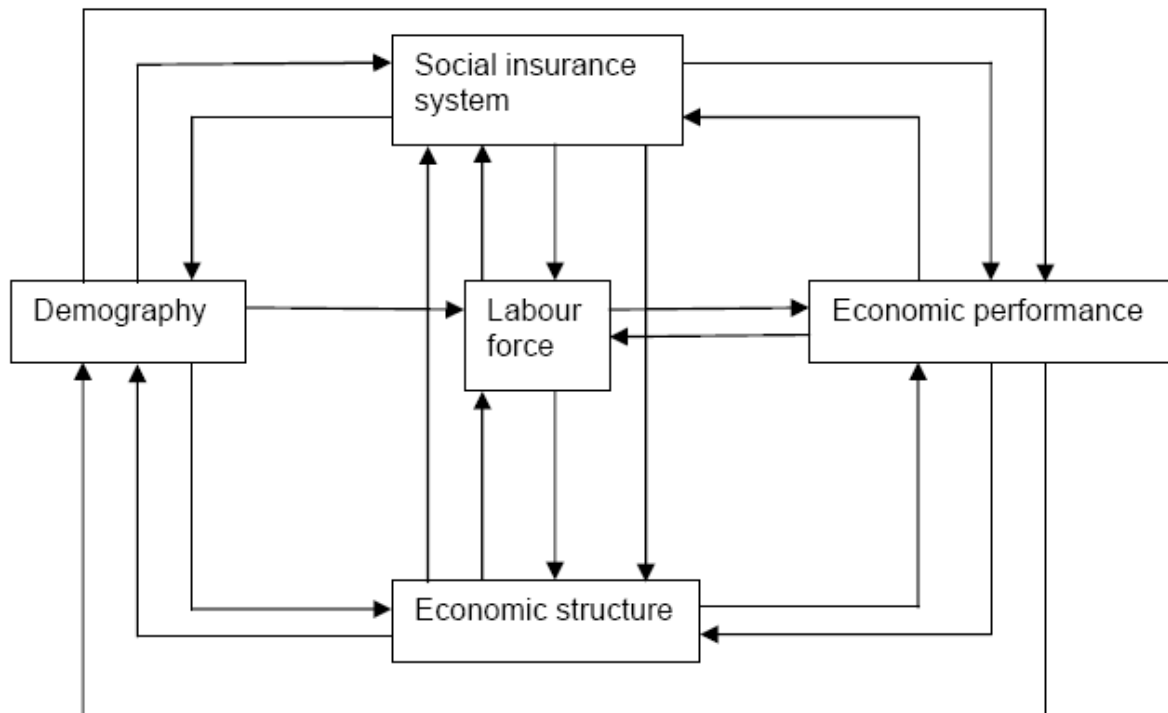 Social insurance
system
Demography
Labour
force
Economic performance
Economic structure